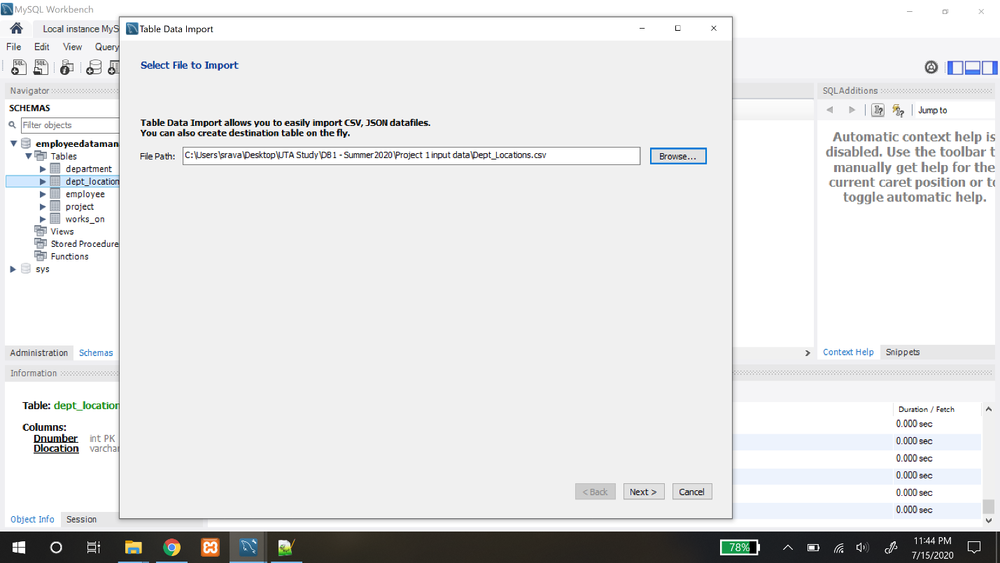 MySQL Workbench
Local instance MyS
File Edit View Query
Table Data Import
Select File to Import
Table Data Import allows you to easily import CSV, JSON datafiles.
You can also create destination table on the fly.
File Path: C:\Users\srava\Desktop\UTA Study\DB1 - Summer2020\Project 1 input data\Dept_Locations.csv Browse...
< Back Next > Cancel
Navigator
SCHEMAS
Filter objects
employeedataman
Tables
department
dept_location
employee
project
works_on
Views
Stored Procedure
Functions
sys
Administration Schemas
Information
Table: dept_location
Columns:
Dnumber int PK
Dlocation varchar
Object Info Session
SQLAdditions
Jump to
Automatic context help is
disabled. Use the toolbar t
manually get help for the
current caret position or to
toggle automatic help.
Context Help Snippets
Duration / Fetch
0.000 sec
0.000 sec
0.000 sec
0.000 sec
0.000 sec
0.000 sec
78%
11:44 PM
7/15/2020